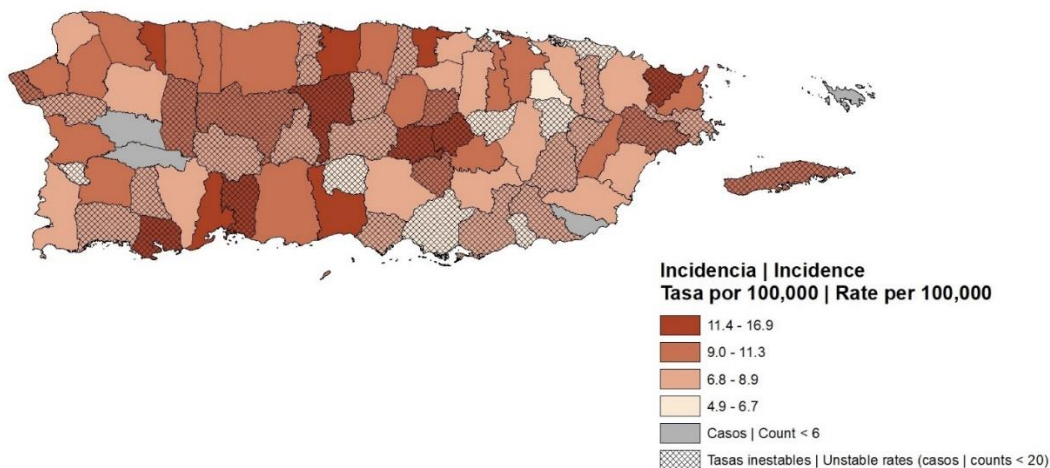 Incidencia | Incidence
Tasa por 100,000 | Rate per 100,000
11.4 - 16.9
9.0 - 11.3
6.8 - 8.9
4.9 - 6.7
Casos | Count < 6
Tasas inestables | Unstable rates (casos | counts < 20)